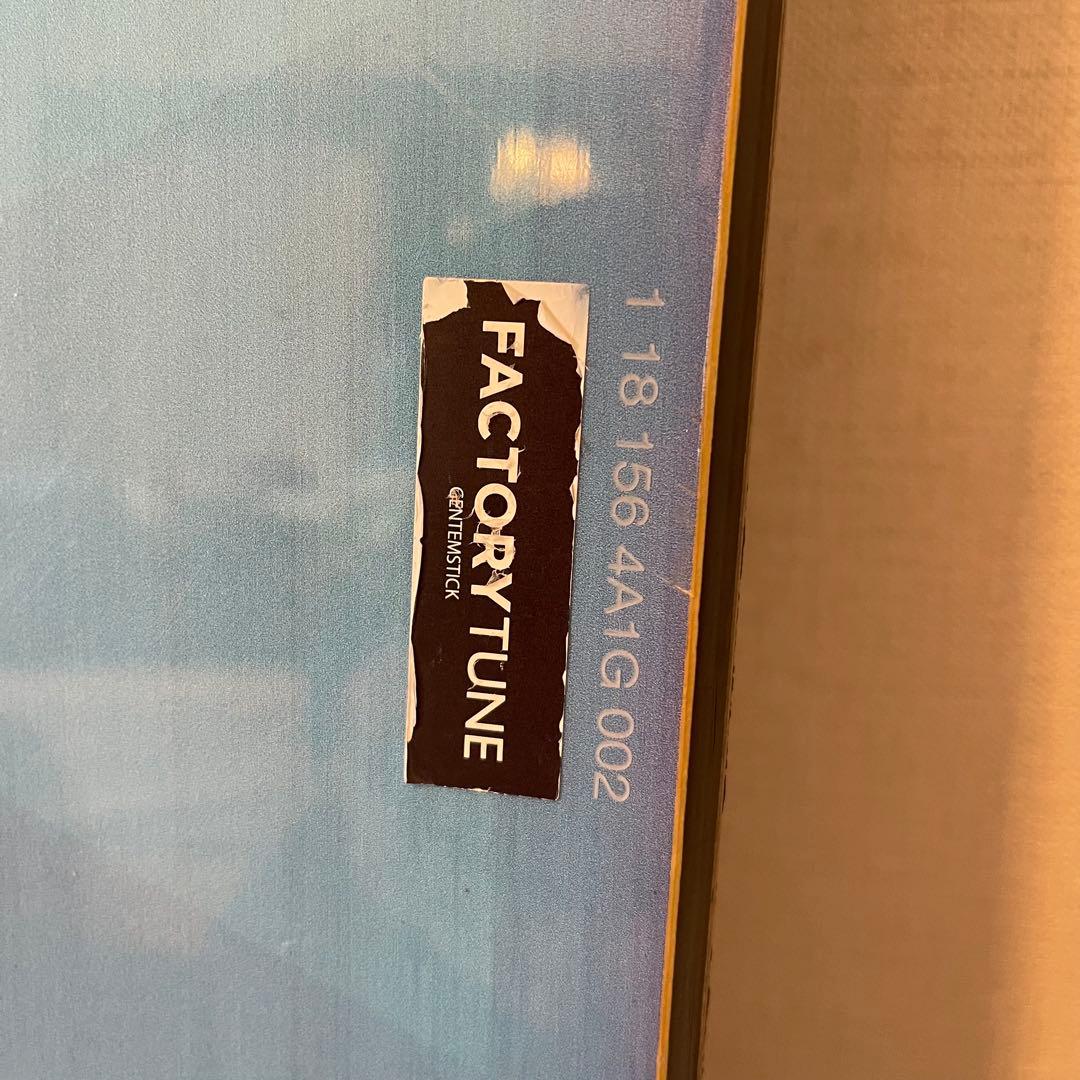 1 18 156 4A1G 002
FACTORY TUNE
GENTEMSTICK